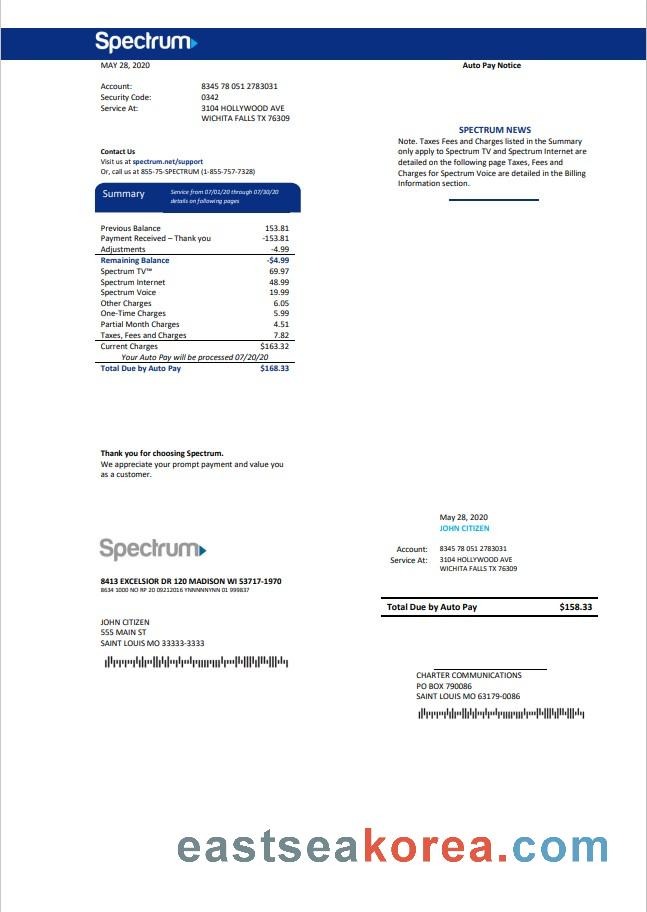 Spectrum
MAY 28, 2020
Auto Pay Notice
Account: 8345 78 051 2783031
Security Code: 0342
Service At: 3104 HOLLYWOOD AVE
WICHITA FALLS TX 76309
SPECTRUM NEWS
Note. Taxes Fees and Charges listed in the Summary
only apply to Spectrum TV and Spectrum Internet are
detailed on the following page Taxes, Fees and
Charges for Spectrum Voice are detailed in the Billing
Information section.
Contact Us
Visit us at spectrum.net/support
Or, call us at 855-75-SPECTRUM (1-855-757-7328)
Summary
Service from 07/01/20 through 07/30/20
details on following pages
Previous Balance 153.81
Payment Received – Thank you -153.81
Adjustments -4.99
Remaining Balance -$4.99
Spectrum TV™ 69.97
Spectrum Internet 48.99
Spectrum Voice 19.99
Other Charges 6.05
One-Time Charges 5.99
Partial Month Charges 4.51
Taxes, Fees and Charges 7.82
Current Charges $163.32
Your Auto Pay will be processed 07/20/20
Total Due by Auto Pay $168.33
Thank you for choosing Spectrum.
We appreciate your prompt payment and value you
as a customer.
May 28, 2020
JOHN CITIZEN
Account: 8345 78 051 2783031
Service At: 3104 HOLLYWOOD AVE
WICHITA FALLS TX 76309
Total Due by Auto Pay $158.33
Spectrum
8413 EXCELSIOR DR 120 MADISON WI 53717-1970
8634 1000 NO RP 20 09212016 YNNNNNYNN 01 999837
JOHN CITIZEN
555 MAIN ST
SAINT LOUIS MO 33333-3333
CHARTER COMMUNICATIONS
PO BOX 790086
SAINT LOUIS MO 63179-0086
eastseakorea.com